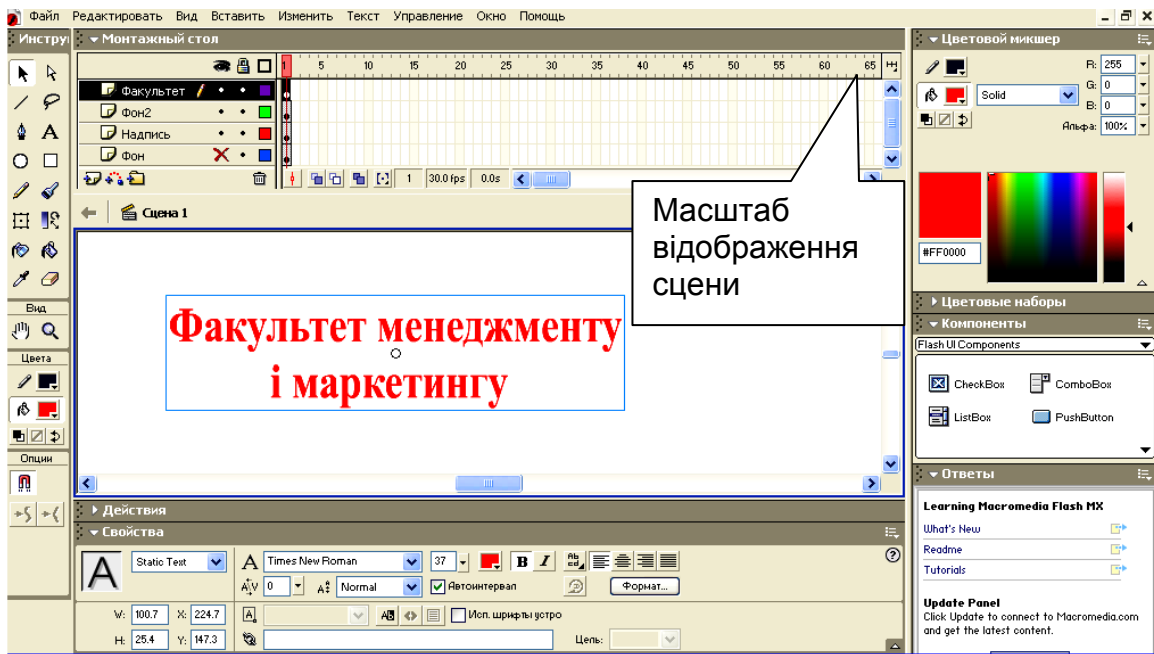 Файл Редактировать Вид Вставить Изменить Текст Управление Окно Помощь
Инстру
Монтажный стол
1 5 10 15 20 25 30 35 40 45 50 55 60 65
Факультет
Фон2
Надпись
Фон
1 30.0 fps 0.0s
Сцена 1
Вид
Цвета
Опции
Масштаб
відображення
сцени
Факультет менеджменту
і маркетингу
Действия
Свойства
A Static Text A Times New Roman 37 B I
A|V 0 Normal Автоинтервал Формат...
W: 100.7 X: 224.7 Исп. шрифты устро
H: 25.4 Y: 147.3 Цель:
Цветовой микшер
R: 255
Solid G: 0
B: 0
Альфа: 100%
#FF0000
Цветовые наборы
Компоненты
Flash UI Components
CheckBox ComboBox
ListBox PushButton
Ответы
Learning Macromedia Flash MX
What's New
Readme
Tutorials
Update Panel
Click Update to connect to Macromedia.com
and get the latest content.